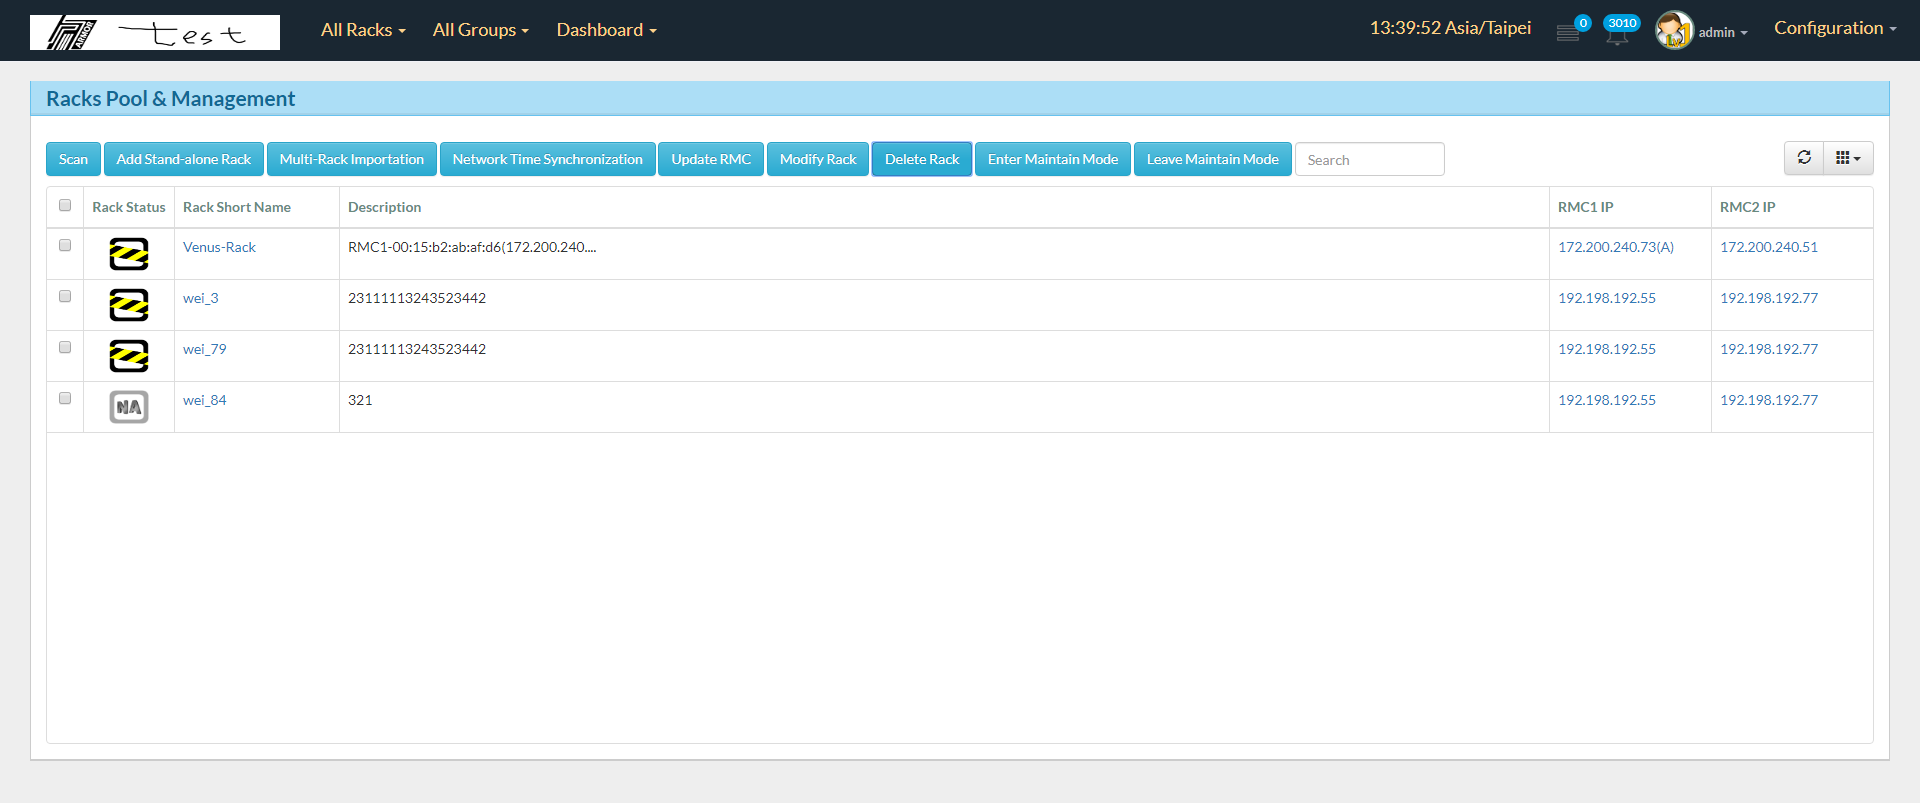 ARMOR test All Racks All Groups Dashboard 13:39:52 Asia/Taipei 0 3010 admin Configuration
Racks Pool & Management
Scan Add Stand-alone Rack Multi-Rack Importation Network Time Synchronization Update RMC Modify Rack Delete Rack Enter Maintain Mode Leave Maintain Mode Search
Rack Status Rack Short Name Description RMC1 IP RMC2 IP
Venus-Rack RMC1-00:15:b2:ab:af:d6(172.200.240.... 172.200.240.73(A) 172.200.240.51
wei_3 23111113243523442 192.198.192.55 192.198.192.77
wei_79 23111113243523442 192.198.192.55 192.198.192.77
NA wei_84 321 192.198.192.55 192.198.192.77